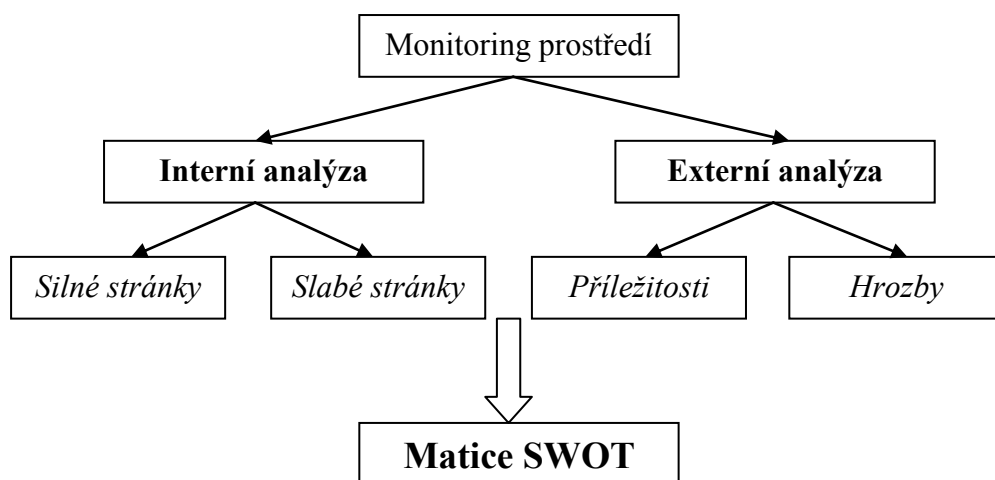 Monitoring prostředí
Interní analýza
Externí analýza
Silné stránky
Slabé stránky
Příležitosti
Hrozby
Matice SWOT